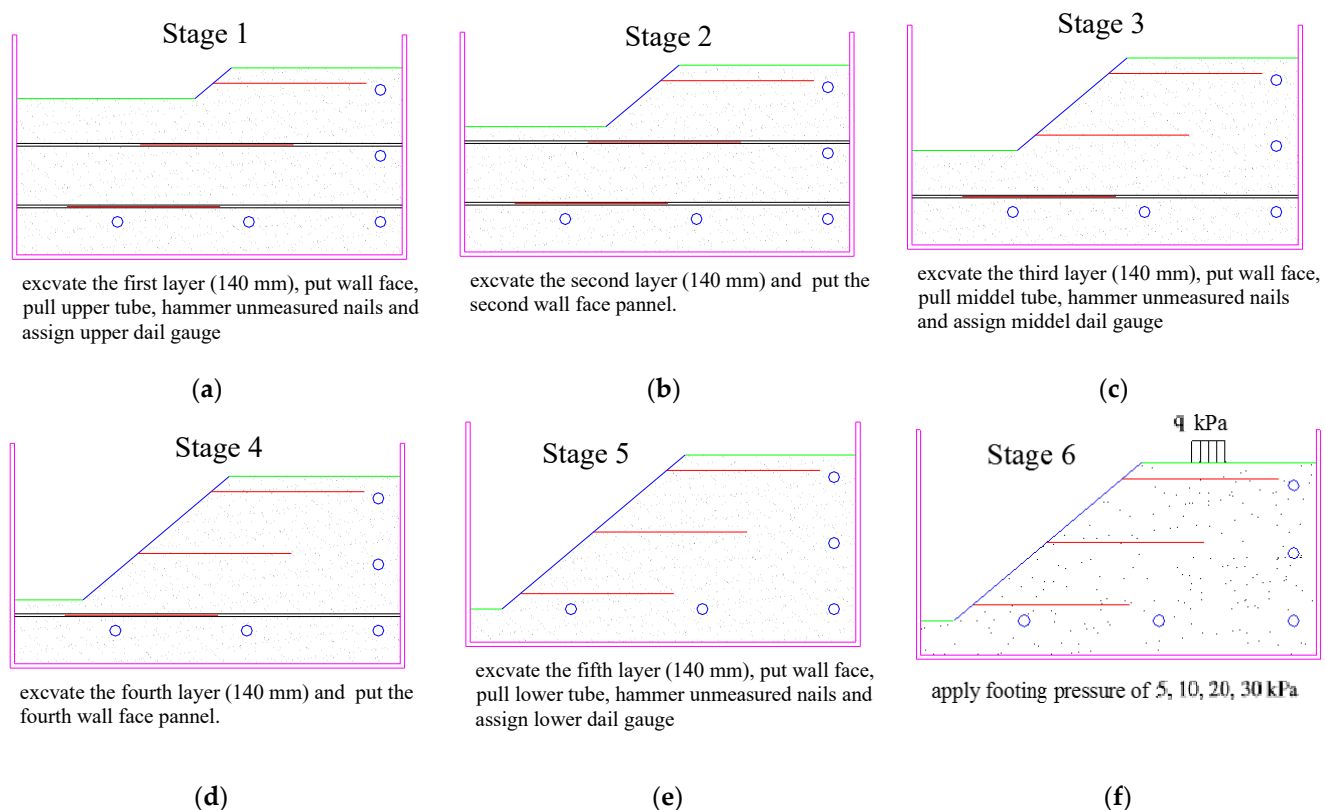 Stage 1
Stage 2
Stage 3
excvate the first layer (140 mm), put wall face,
pull upper tube, hammer unmeasured nails and
assign upper dail gauge
excvate the second layer (140 mm) and put the
second wall face pannel.
excvate the third layer (140 mm), put wall face,
pull middel tube, hammer unmeasured nails
and assign middel dail gauge
(a)
(b)
(c)
Stage 4
Stage 5
Stage 6
q kPa
excvate the fourth layer (140 mm) and put the
fourth wall face pannel.
excvate the fifth layer (140 mm), put wall face,
pull lower tube, hammer unmeasured nails and
assign lower dail gauge
apply footing pressure of 5, 10, 20, 30 kPa
(d)
(e)
(f)